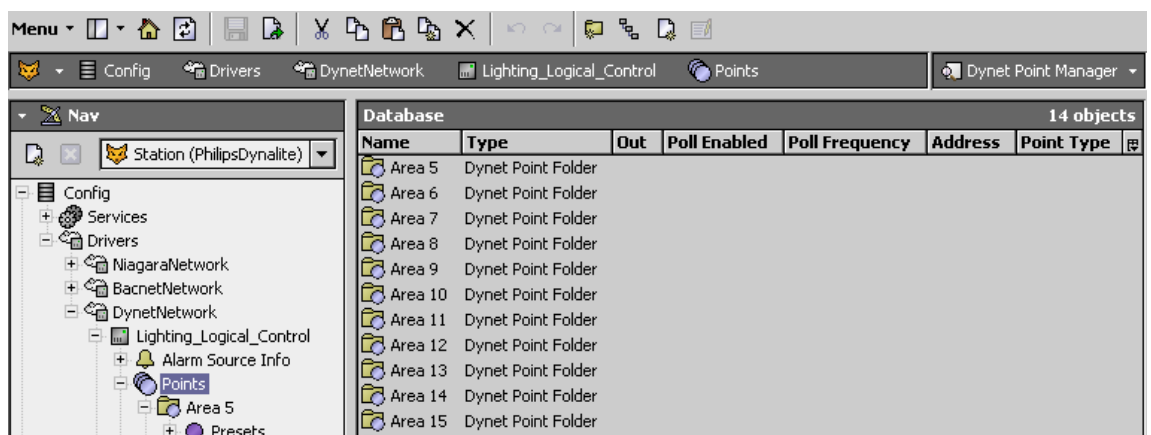 Menu
Config Drivers DynetNetwork Lighting_Logical_Control Points Dynet Point Manager
Nav
Station (PhilipsDynalite)
Config
Services
Drivers
NiagaraNetwork
BacnetNetwork
DynetNetwork
Lighting_Logical_Control
Alarm Source Info
Points
Area 5
Presets
Database 14 objects
Name Type Out Poll Enabled Poll Frequency Address Point Type
Area 5 Dynet Point Folder
Area 6 Dynet Point Folder
Area 7 Dynet Point Folder
Area 8 Dynet Point Folder
Area 9 Dynet Point Folder
Area 10 Dynet Point Folder
Area 11 Dynet Point Folder
Area 12 Dynet Point Folder
Area 13 Dynet Point Folder
Area 14 Dynet Point Folder
Area 15 Dynet Point Folder